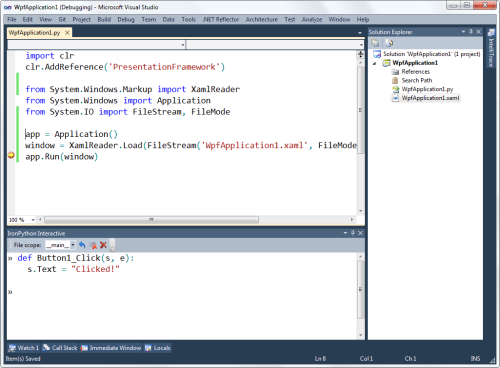 WpfApplication1 (Debugging) - Microsoft Visual Studio
File Edit View Git Project Build Debug Team Data Tools .NET Reflector Architecture Test Analyze Window Help
WpfApplication1.py
import clr
clr.AddReference('PresentationFramework')
from System.Windows.Markup import XamlReader
from System.Windows import Application
from System.IO import FileStream, FileMode
app = Application()
window = XamlReader.Load(FileStream('WpfApplication1.xaml', FileMode
app.Run(window)
100 %
Solution Explorer
Solution 'WpfApplication1' (1 project)
WpfApplication1
References
Search Path
WpfApplication1.py
WpfApplication1.xaml
IntelliTrace
IronPython Interactive
File scope: __main__
» def Button1_Click(s, e):
s.Text = "Clicked!"
»
Watch 1 Call Stack Immediate Window Locals
Item(s) Saved Ln 8 Col 1 Ch 1 INS